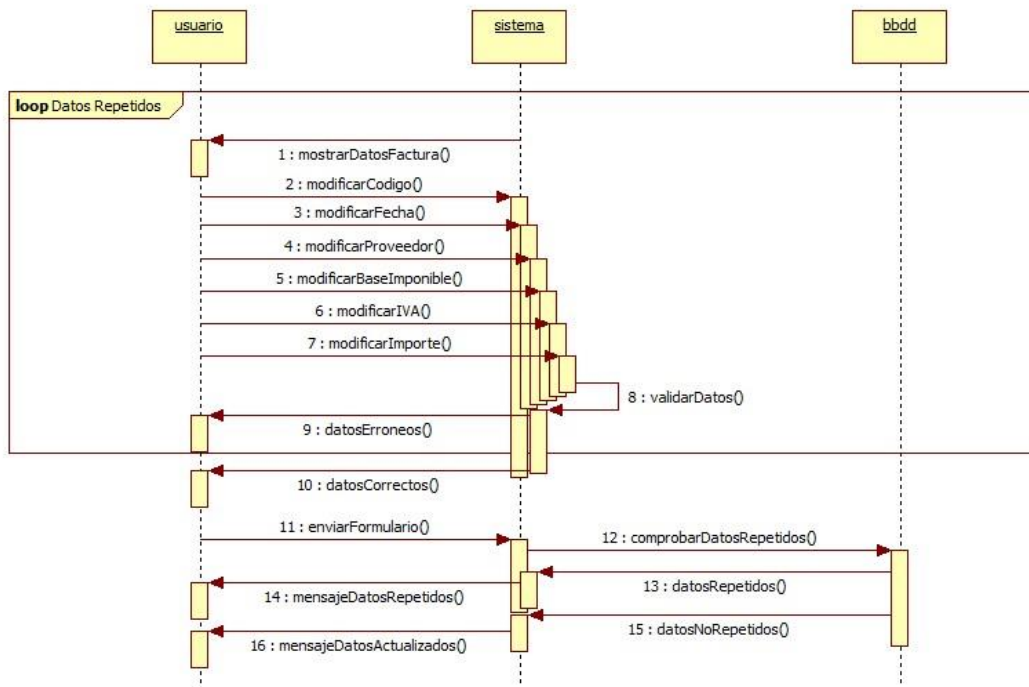 usuario
sistema
bbdd
loop Datos Repetidos
1 : mostrarDatosFactura()
2 : modificarCodigo()
3 : modificarFecha()
4 : modificarProveedor()
5 : modificarBaseImponible()
6 : modificarIVA()
7 : modificarImporte()
8 : validarDatos()
9 : datosErroneos()
10 : datosCorrectos()
11 : enviarFormulario()
12 : comprobarDatosRepetidos()
13 : datosRepetidos()
14 : mensajeDatosRepetidos()
15 : datosNoRepetidos()
16 : mensajeDatosActualizados()